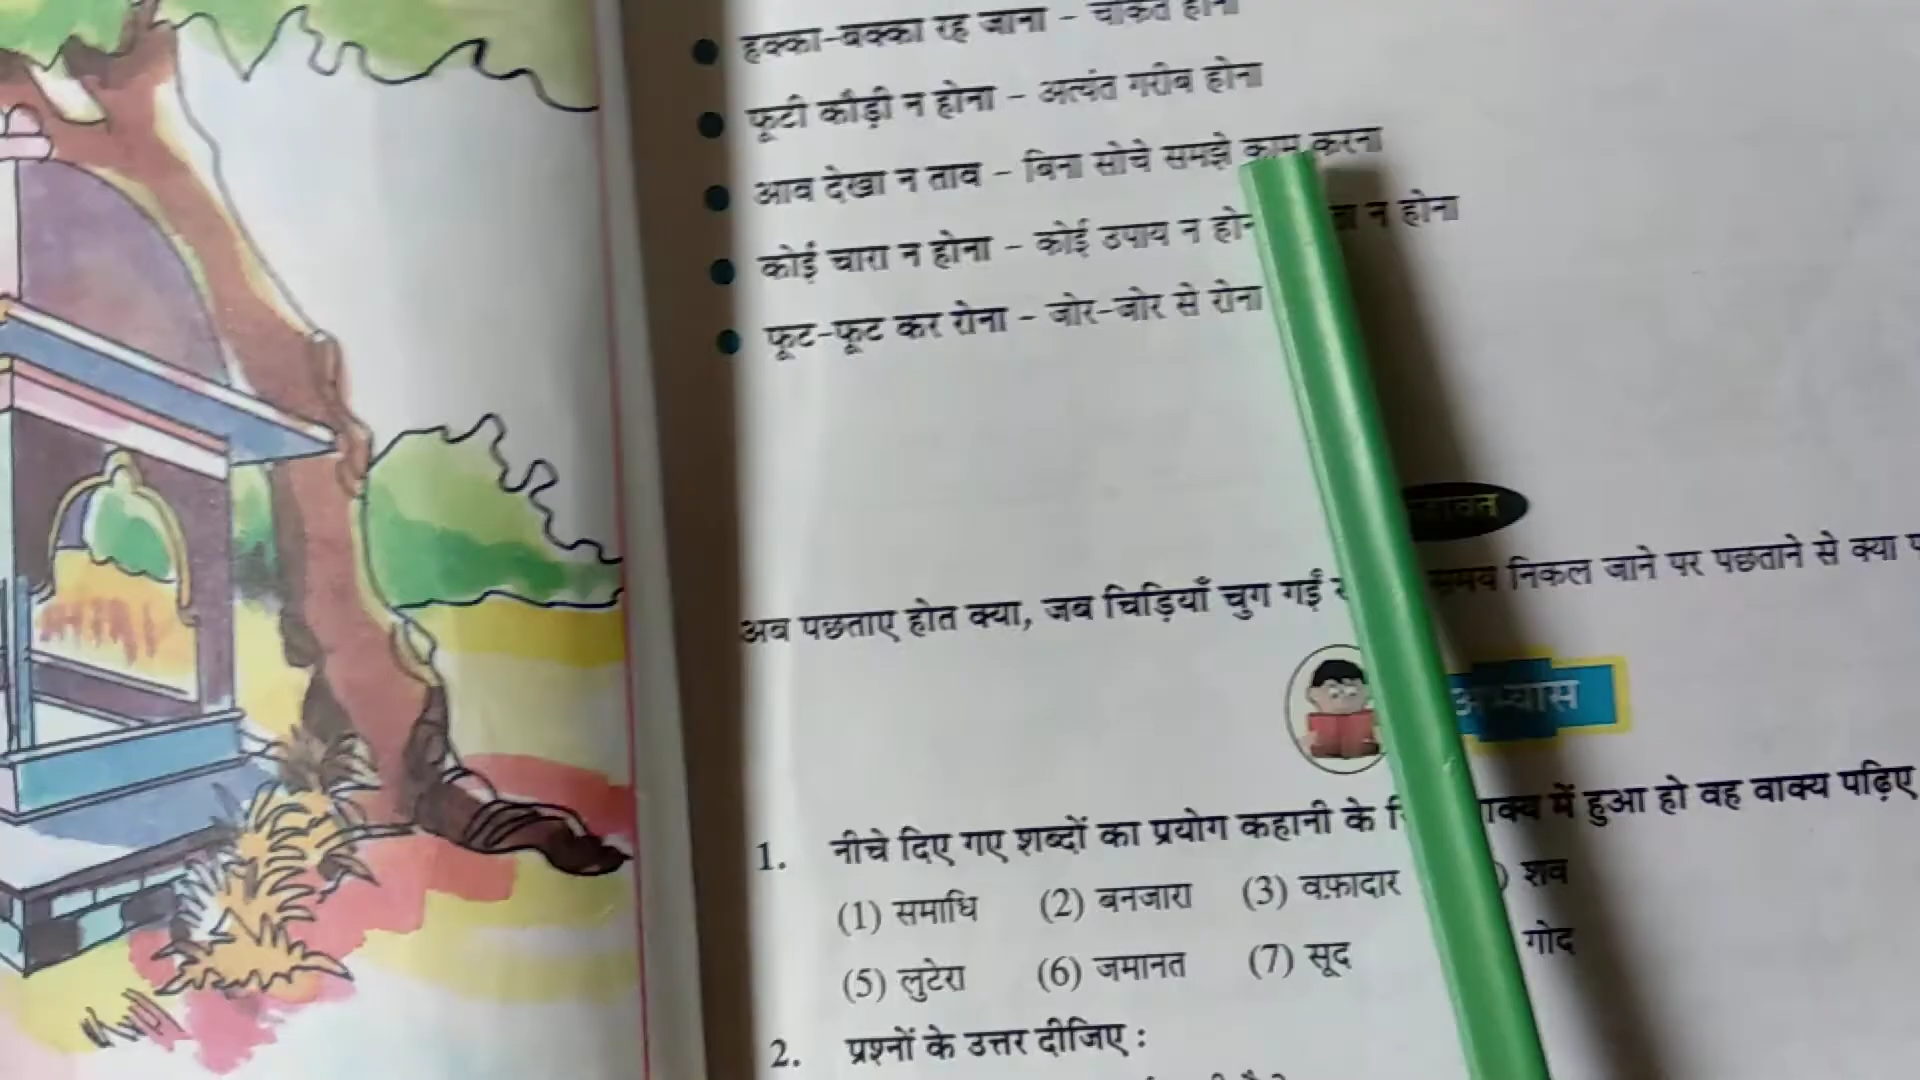 हक्का-बक्का रह जाना - चकित होना
फूटी कौड़ी न होना - अत्यंत गरीब होना
आव देखा न ताव - बिना सोचे समझे काम करना
कोई चारा न होना - कोई उपाय न न होना
फूट-फूट कर रोना - जोर-जोर से रोना
अब पछताए होत क्या, जब चिड़ियाँ चुग गईं समय निकल जाने पर पछताने से क्या
अभ्यास
1. नीचे दिए गए शब्दों का प्रयोग कहानी के में हुआ हो वह वाक्य पढ़िए
(1) समाधि (2) बनजारा (3) वफ़ादार शव
(5) लुटेरा (6) जमानत (7) सूद गोद
2. प्रश्नों के उत्तर दीजिए :